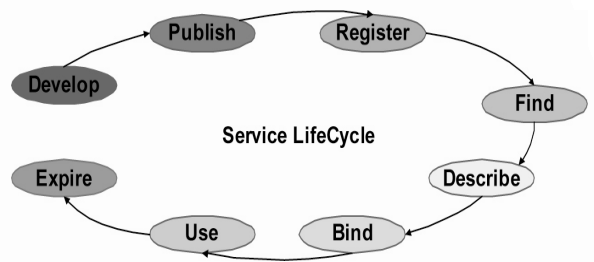 Develop
Publish
Register
Find
Service LifeCycle
Describe
Bind
Use
Expire